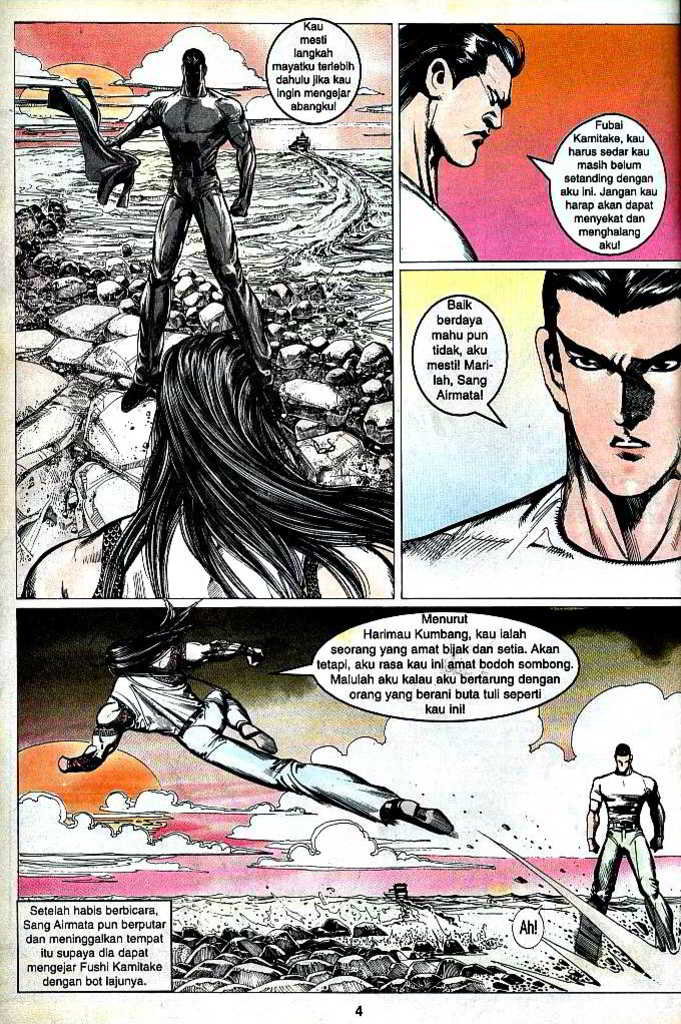 Kau
mesti
langkah
mayatku terlebih
dahulu jika kau
ingin mengejar
abangku!
Fubai
Kamitake, kau
harus sedar kau
masih belum
setanding dengan
aku ini. Jangan kau
harap akan dapat
menyekat dan
menghalang
aku!
Baik
berdaya
mahu pun
tidak, aku
mesti! Mari-
lah, Sang
Airmata!
Menurut
Harimau Kumbang, kau ialah
seorang yang amat bijak dan setia. Akan
tetapi, aku rasa kau ini amat bodoh sombong.
Malulah aku kalau aku bertarung dengan
orang yang berani buta tuli seperti
kau ini!
Ah!
Setelah habis berbicara,
Sang Airmata pun berputar
dan meninggalkan tempat
itu supaya dia dapat
mengejar Fushi Kamitake
dengan bot lajunya.
4